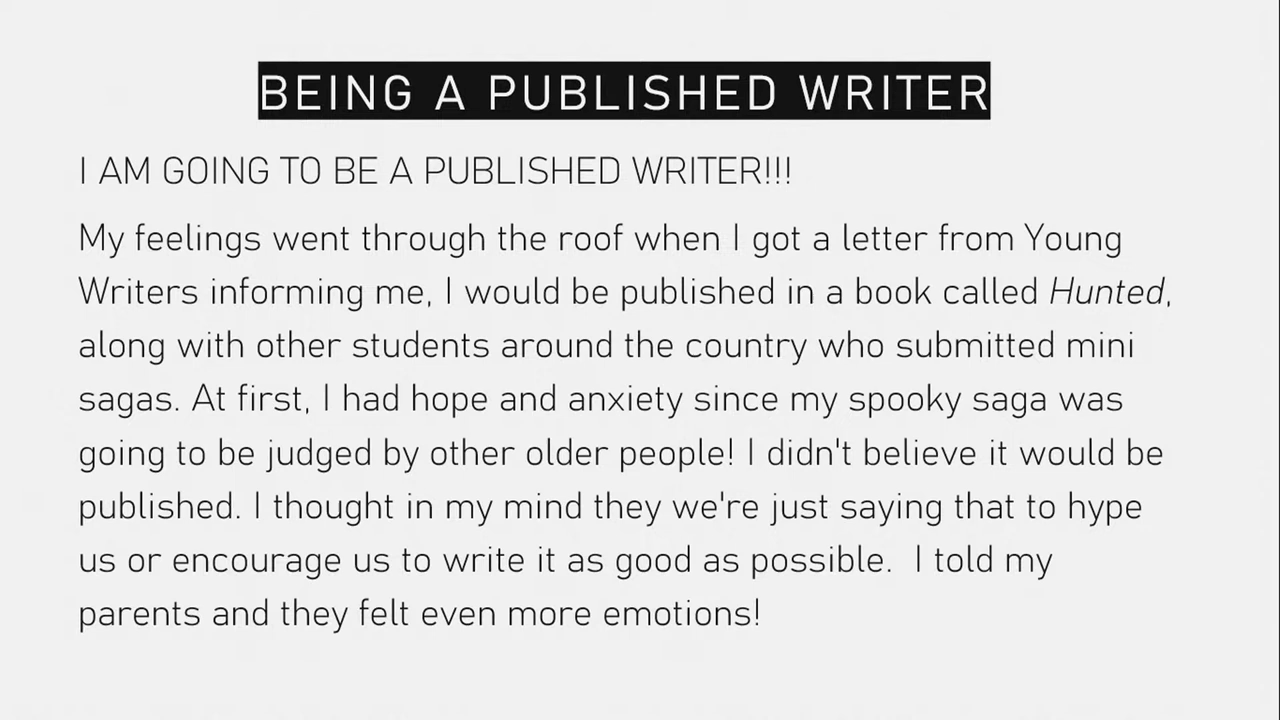 BEING A PUBLISHED WRITER
I AM GOING TO BE A PUBLISHED WRITER!!!
My feelings went through the roof when I got a letter from Young
Writers informing me, I would be published in a book called Hunted,
along with other students around the country who submitted mini
sagas. At first, I had hope and anxiety since my spooky saga was
going to be judged by other older people! I didn't believe it would be
published. I thought in my mind they we're just saying that to hype
us or encourage us to write it as good as possible.  I told my
parents and they felt even more emotions!